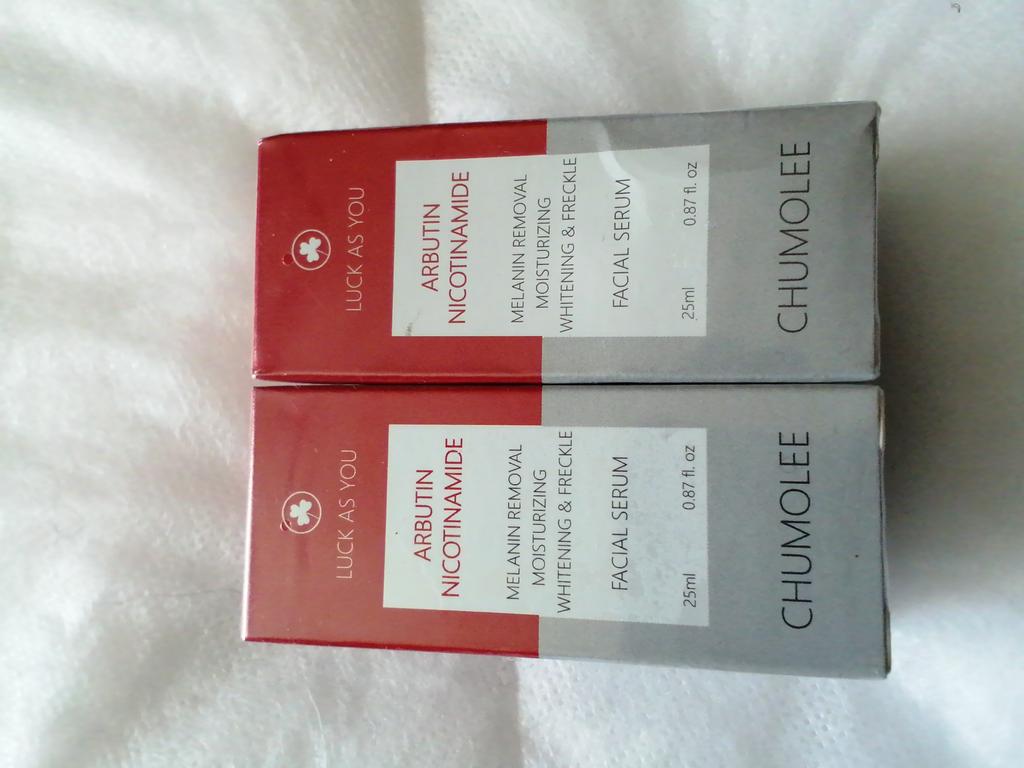 LUCK AS YOU
ARBUTIN
NICOTINAMIDE
MELANIN REMOVAL
MOISTURIZING
WHITENING & FRECKLE
FACIAL SERUM
25ml 0.87 fl. oz
CHUMOLEE
LUCK AS YOU
ARBUTIN
NICOTINAMIDE
MELANIN REMOVAL
MOISTURIZING
WHITENING & FRECKLE
FACIAL SERUM
25ml 0.87 fl. oz
CHUMOLEE